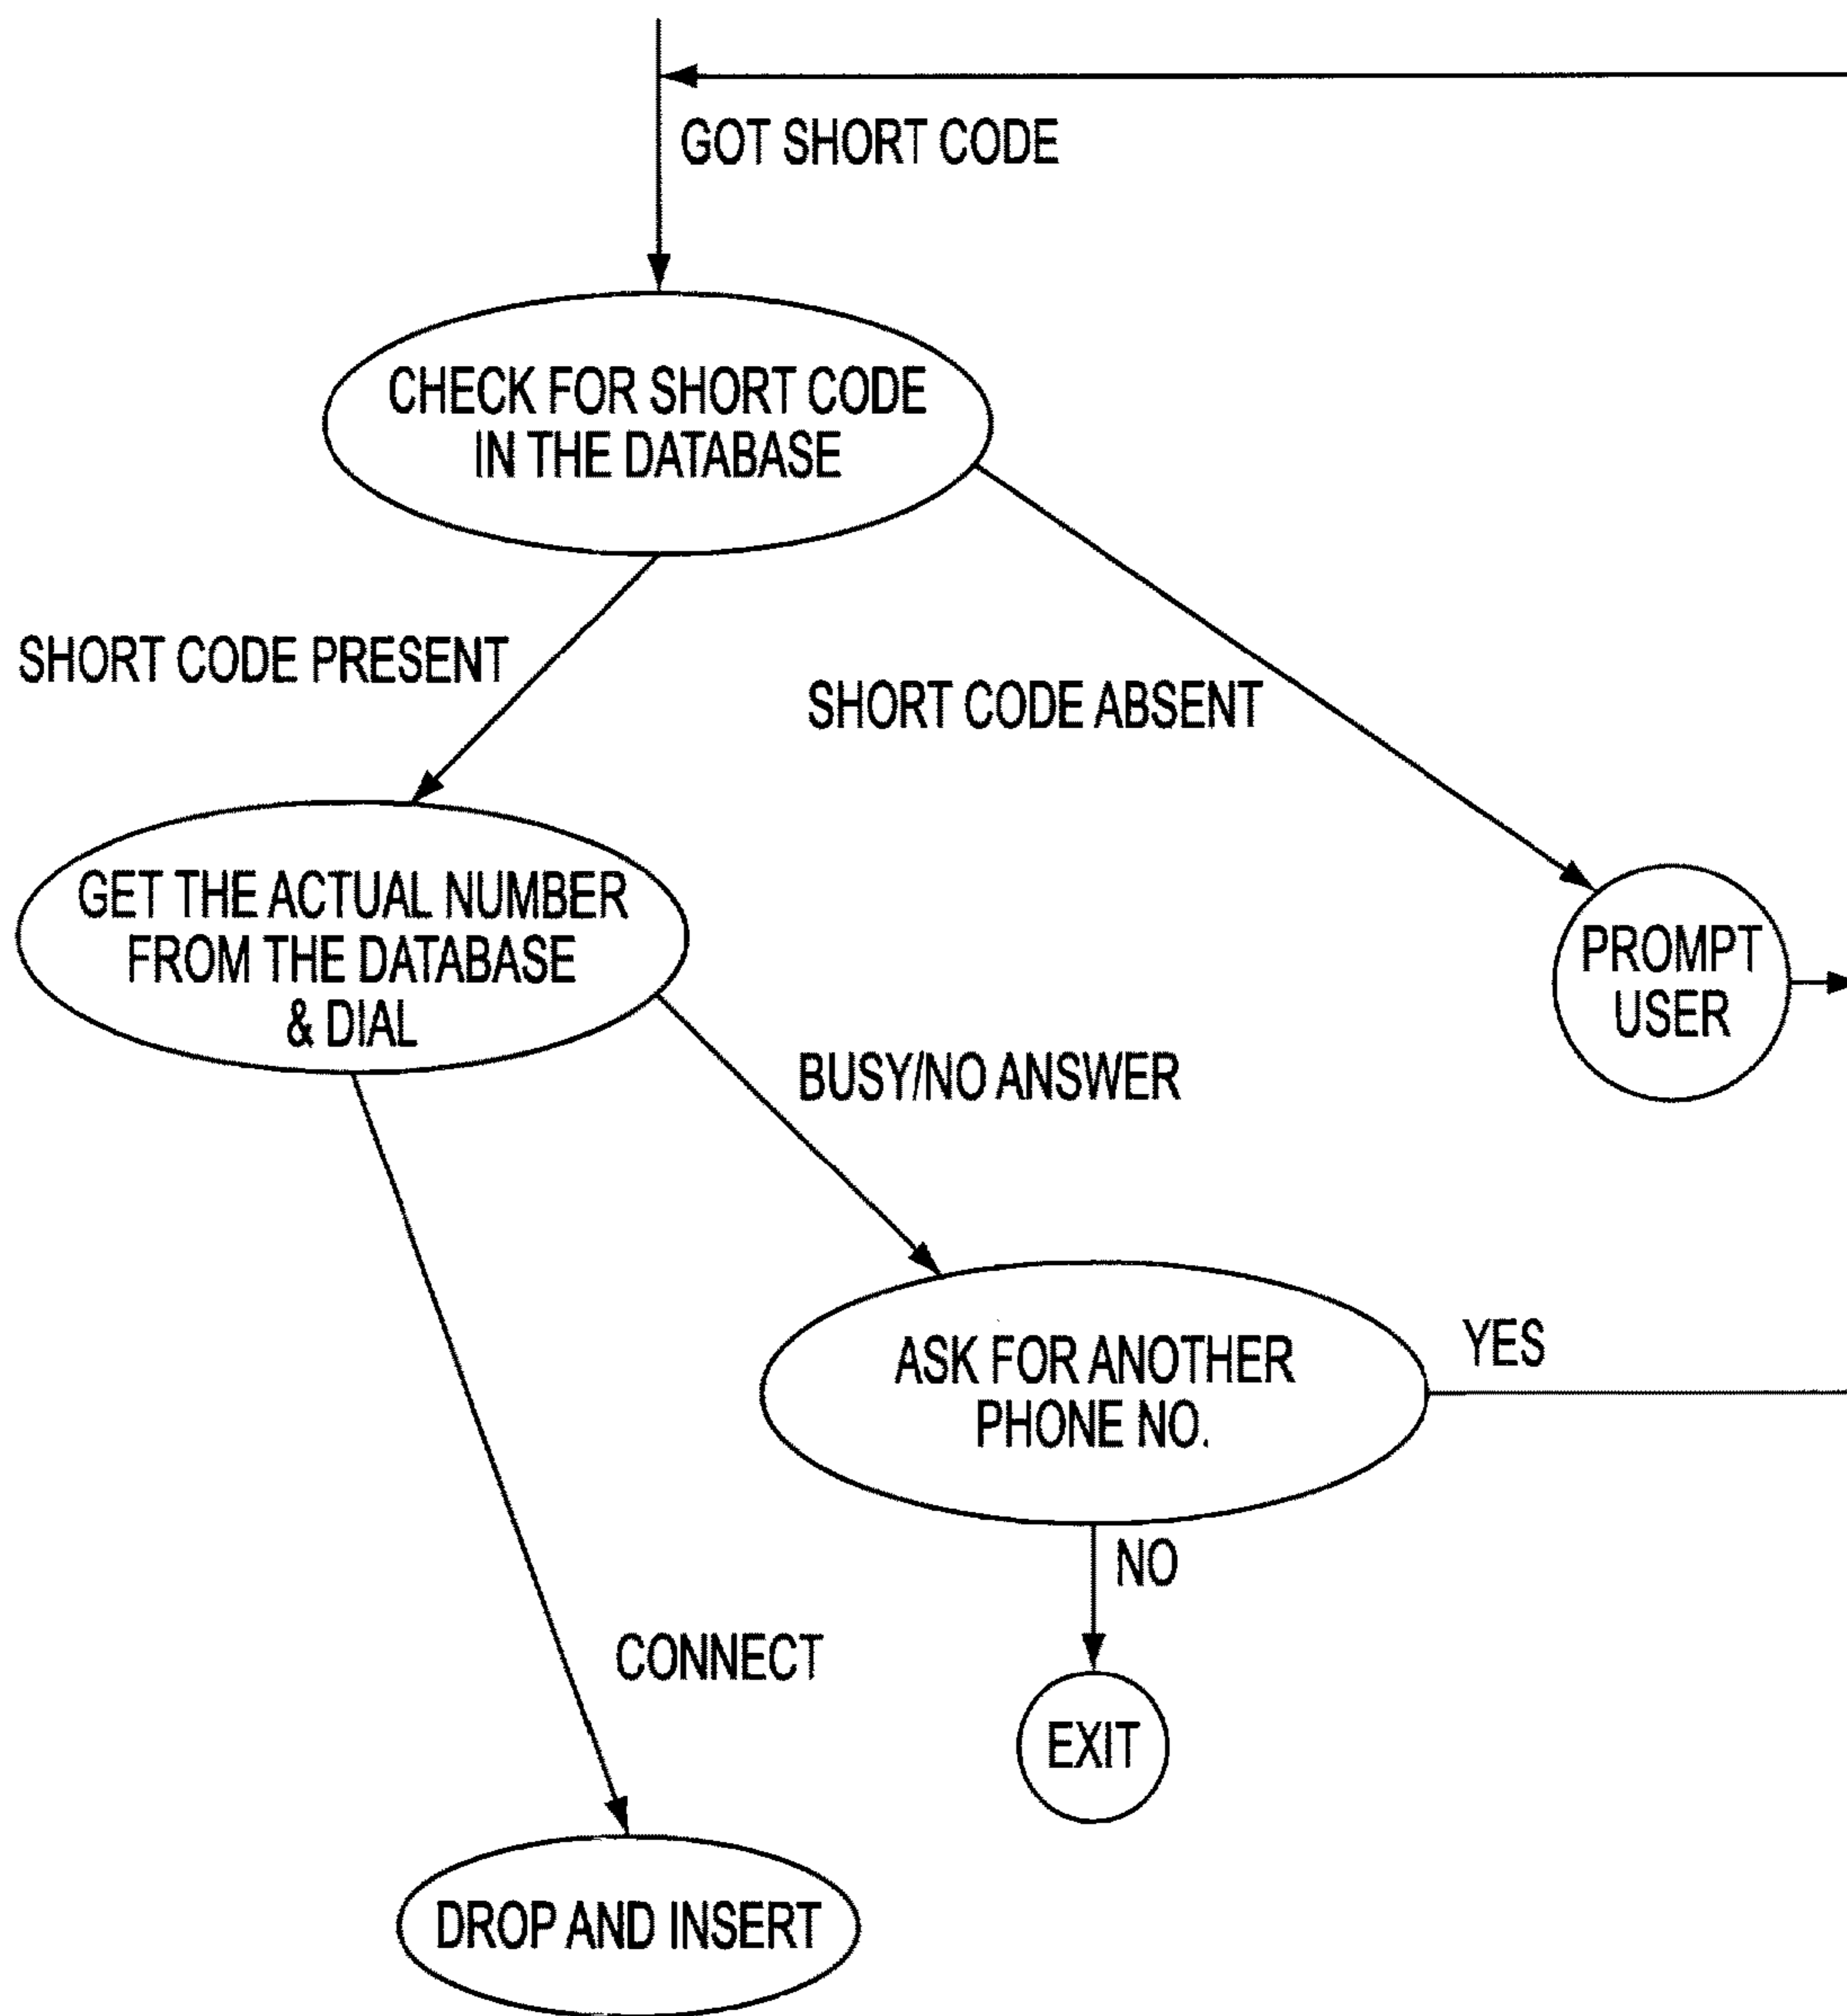 GOT SHORT CODE
CHECK FOR SHORT CODE
IN THE DATABASE
SHORT CODE PRESENT
SHORT CODE ABSENT
GET THE ACTUAL NUMBER
FROM THE DATABASE
& DIAL
PROMPT
USER
BUSY/NO ANSWER
ASK FOR ANOTHER
PHONE NO.
YES
NO
CONNECT
EXIT
DROP AND INSERT